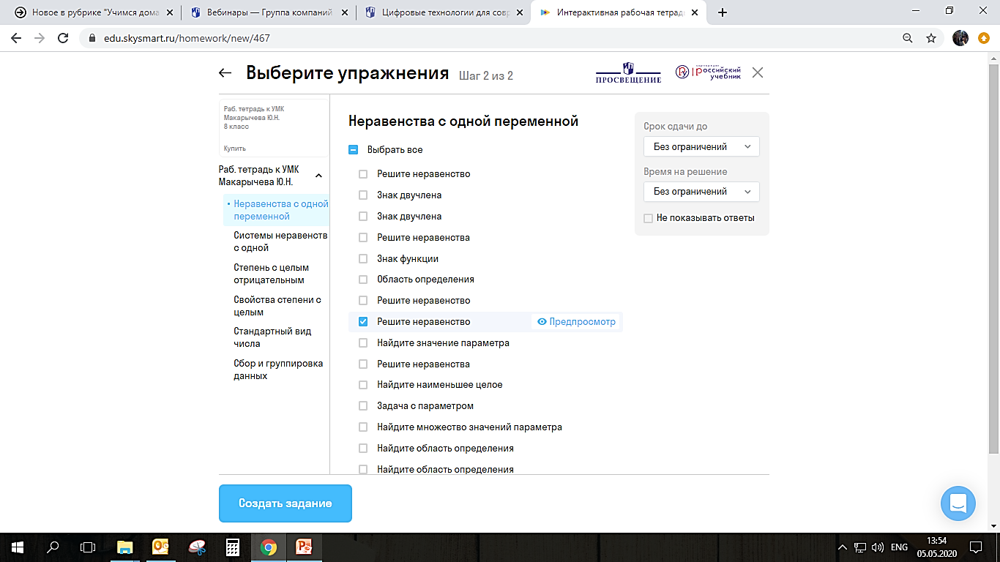 Новое в рубрике "Учимся дома
Вебинары — Группа компаний
Цифровые технологии для совр
Интерактивная рабочая тетрадь
edu.skysmart.ru/homework/new/467
Выберите упражнения Шаг 2 из 2
ПРОСВЕЩЕНИЕ
корпорация
Российский
учебник
Раб. тетрадь к УМК
Макарычева Ю.Н.
8 класс
Купить
Раб. тетрадь к УМК
Макарычева Ю.Н.
Неравенства с одной
переменной
Системы неравенств
с одной
Степень с целым
отрицательным
Свойства степени с
целым
Стандартный вид
числа
Сбор и группировка
данных
Неравенства с одной переменной
Выбрать все
Решите неравенство
Знак двучлена
Знак двучлена
Решите неравенства
Знак функции
Область определения
Решите неравенство
Решите неравенство Предпросмотр
Найдите значение параметра
Решите неравенства
Найдите наименьшее целое
Задача с параметром
Найдите множество значений параметра
Найдите область определения
Найдите область определения
Срок сдачи до
Без ограничений
Время на решение
Без ограничений
Не показывать ответы
Создать задание
ENG
13:54
05.05.2020